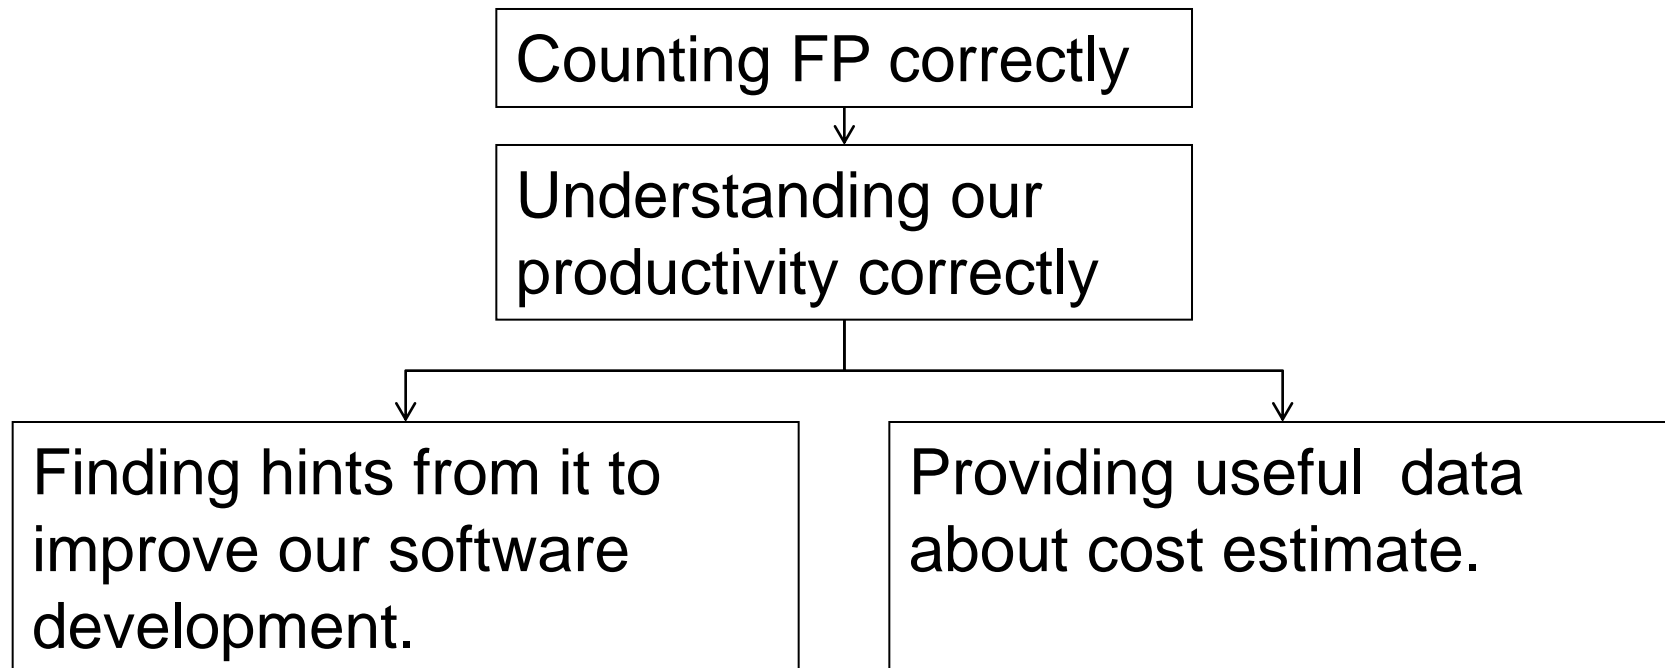 Counting FP correctly
Understanding our
productivity correctly
Finding hints from it to
improve our software
development.
Providing useful  data
about cost estimate.